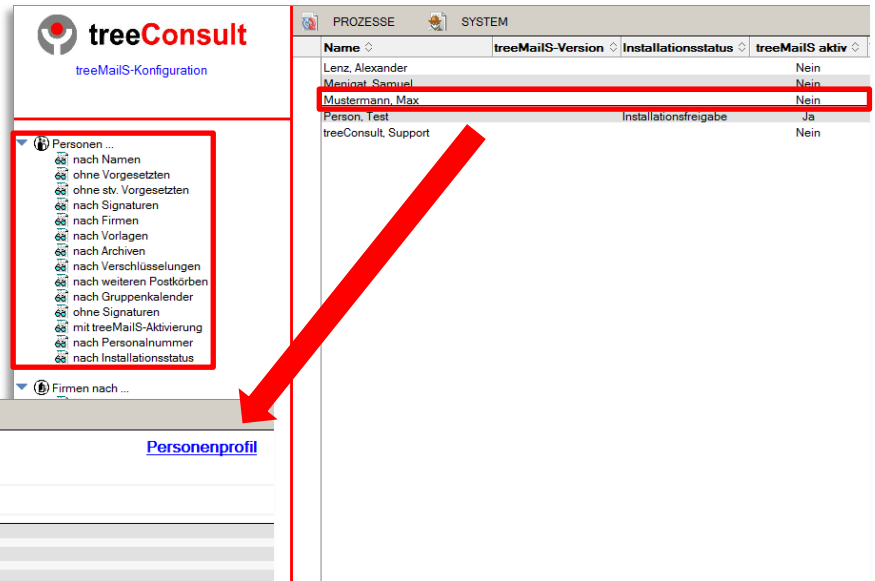 treeConsult
treeMailS-Konfiguration
Personen ...
nach Namen
ohne Vorgesetzten
ohne stv. Vorgesetzten
nach Signaturen
nach Firmen
nach Vorlagen
nach Archiven
nach Verschlüsselungen
nach weiteren Postkörben
nach Gruppenkalender
ohne Signaturen
mit treeMailS-Aktivierung
nach Personalnummer
nach Installationsstatus
Firmen nach ...
PROZESSE SYSTEM
Name treeMailS-Version Installationsstatus treeMailS aktiv
Lenz, Alexander Nein
Menigat, Samuel Nein
Mustermann, Max Nein
Person, Test Installationsfreigabe Ja
treeConsult, Support Nein
Personenprofil